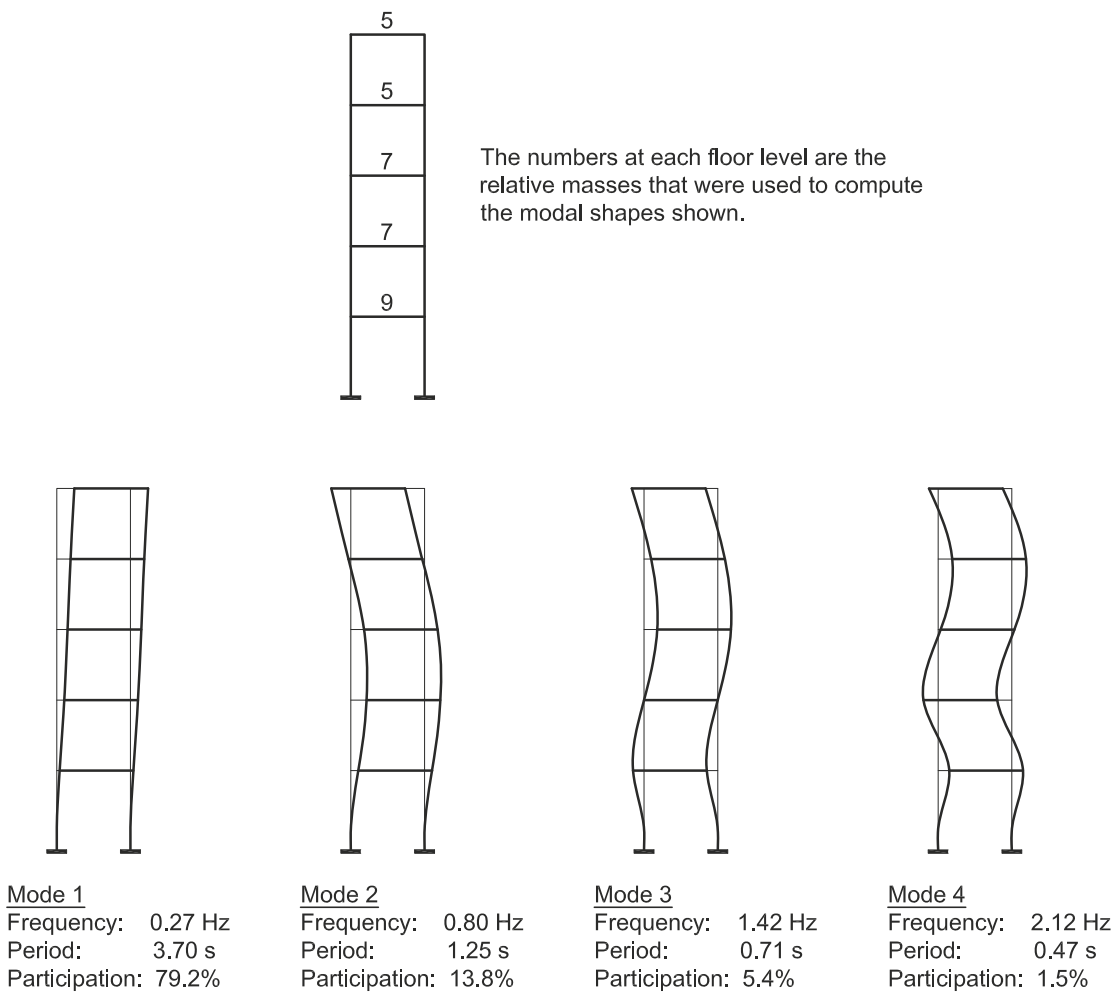 5
5
7
7
9
The numbers at each floor level are the
relative masses that were used to compute
the modal shapes shown.
Mode 1
Frequency: 0.27 Hz
Period: 3.70 s
Participation: 79.2%
Mode 2
Frequency: 0.80 Hz
Period: 1.25 s
Participation: 13.8%
Mode 3
Frequency: 1.42 Hz
Period: 0.71 s
Participation: 5.4%
Mode 4
Frequency: 2.12 Hz
Period: 0.47 s
Participation: 1.5%